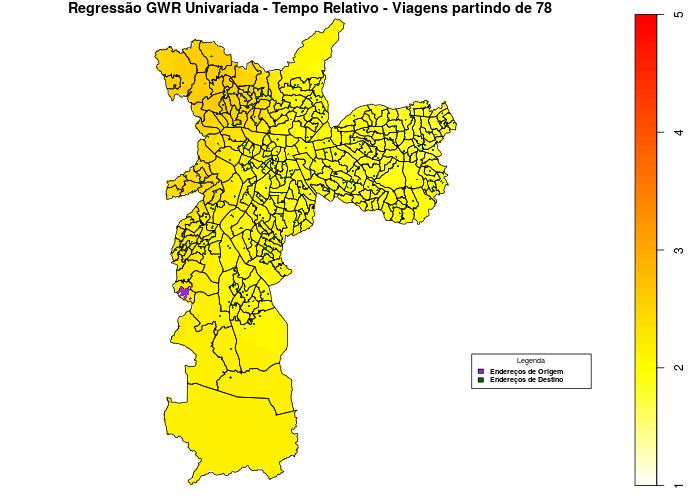 Regressão GWR Univariada - Tempo Relativo - Viagens partindo de 78
5
4
3
2
1
Legenda
Endereços de Origem
Endereços de Destino